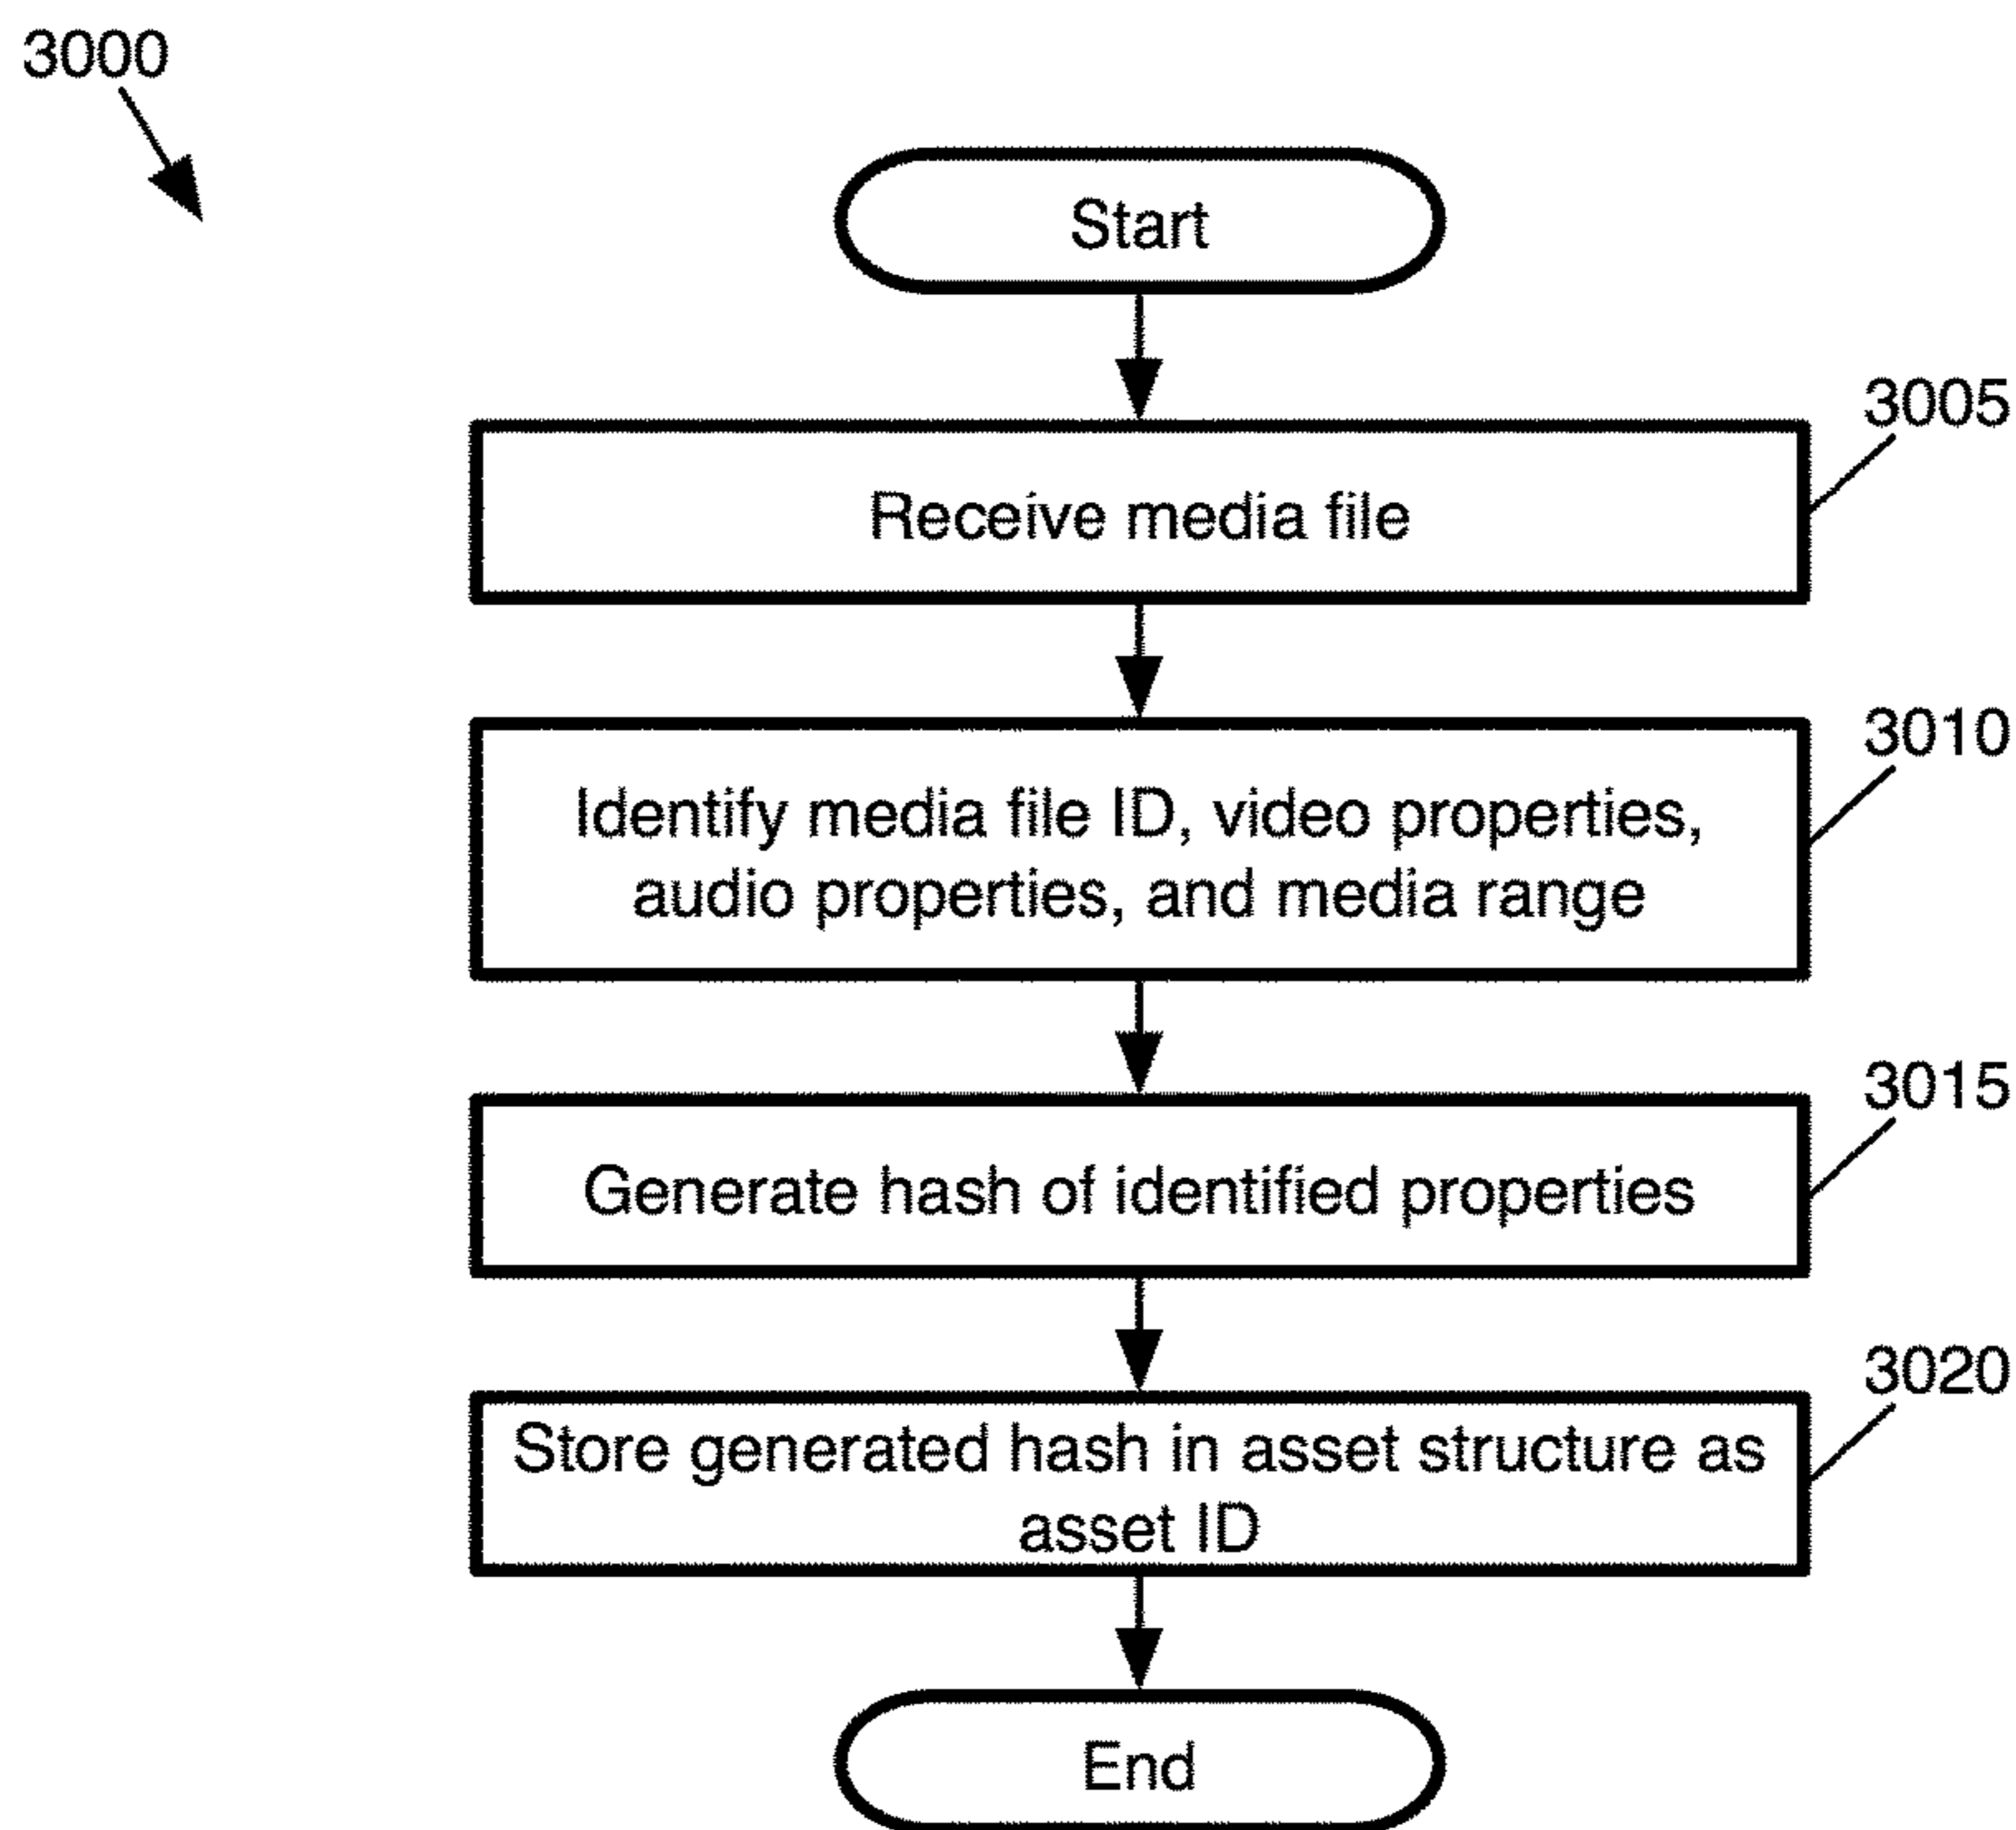 3000
Start
3005
Receive media file
3010
Identify media file ID, video properties,
audio properties, and media range
3015
Generate hash of identified properties
3020
Store generated hash in asset structure as
asset ID
End